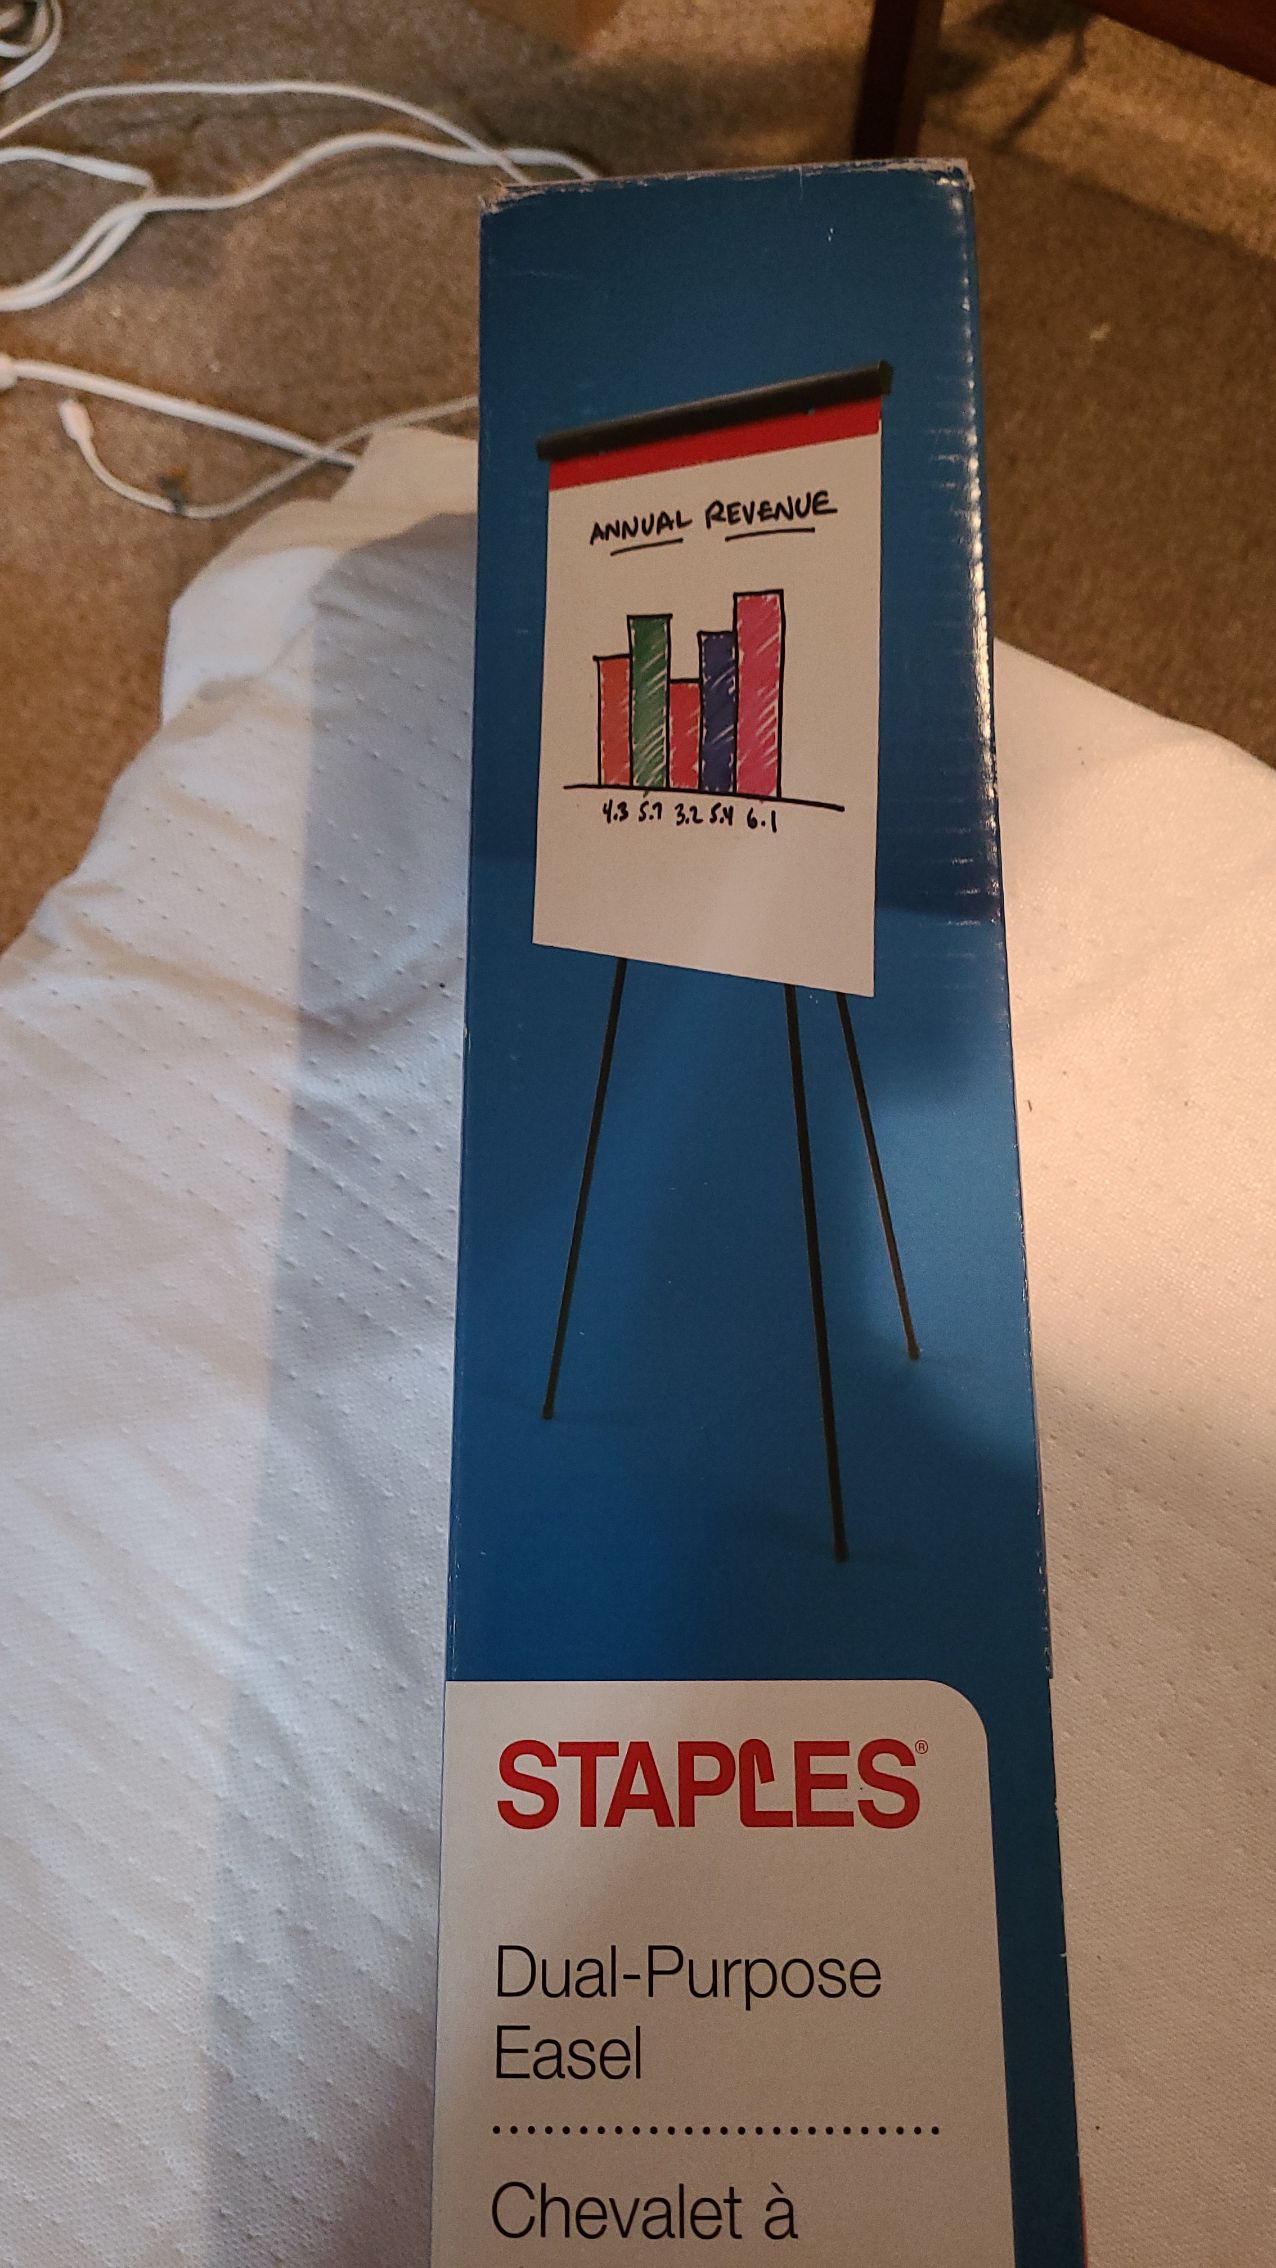 ANNUAL REVENUE
4.3 5.7 3.2 5.4 6.1
STAPLES®
Dual-Purpose
Easel
Chevalet à